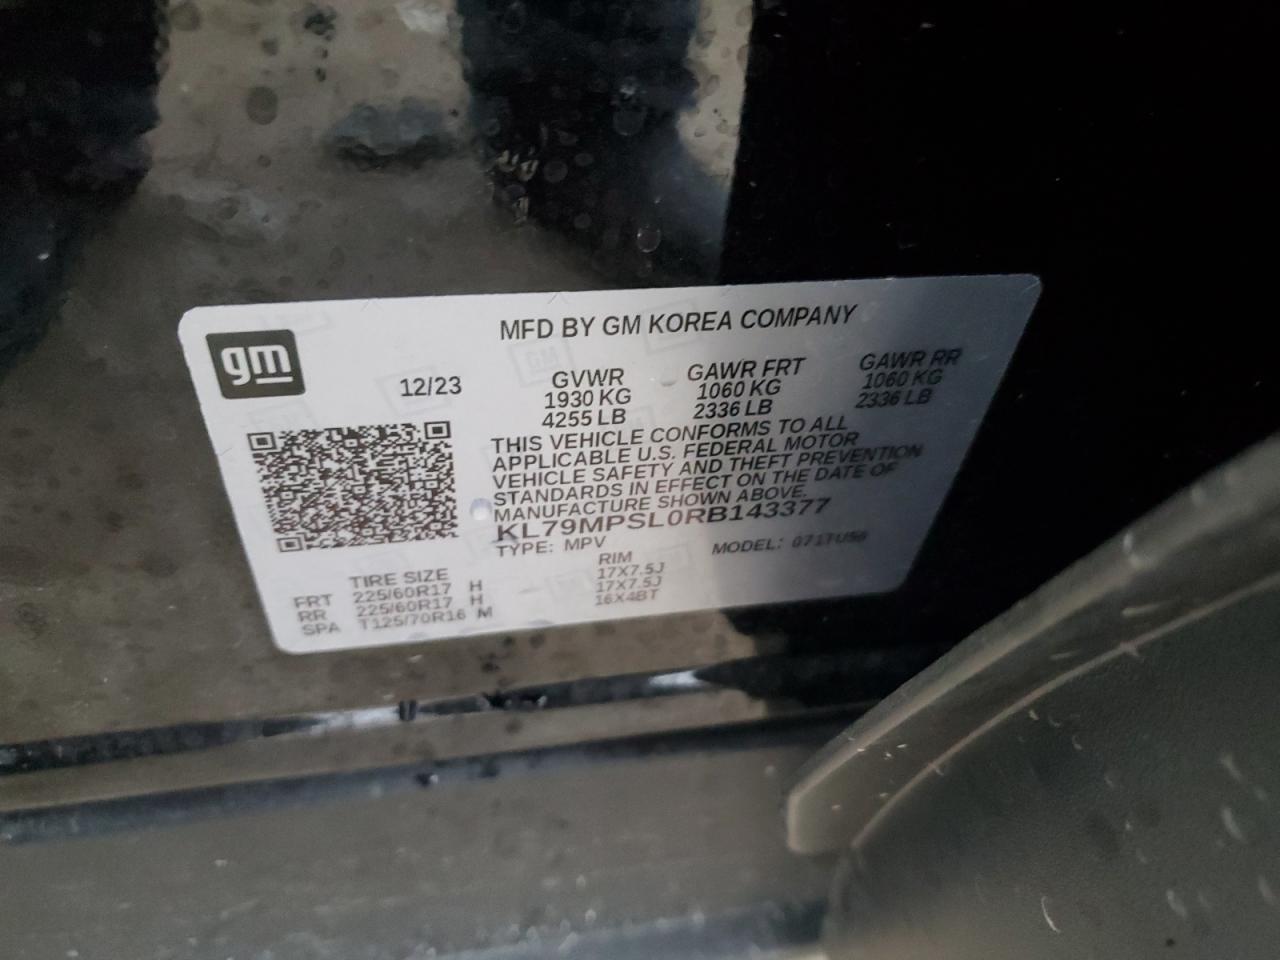 gm
MFD BY GM KOREA COMPANY
12/23
GVWR GAWR FRT GAWR RR
1930 KG 1060 KG 1060 KG
4255 LB 2336 LB 2336 LB
THIS VEHICLE CONFORMS TO ALL
APPLICABLE U.S. FEDERAL MOTOR
VEHICLE SAFETY AND THEFT PREVENTION
STANDARDS IN EFFECT ON THE DATE OF
MANUFACTURE SHOWN ABOVE.
KL79MPSL0RB143377
TYPE: MPV MODEL: 071TU56
TIRE SIZE RIM
FRT 225/60R17 H 17X7.5J
RR 225/60R17 H 17X7.5J
SPA T125/70R16 M 16X4BT